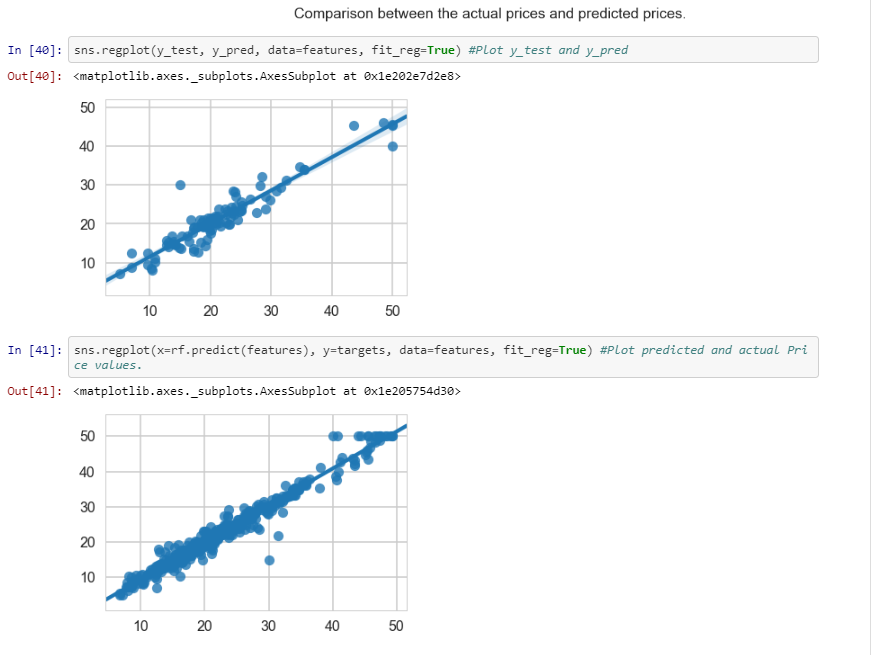 Comparison between the actual prices and predicted prices.
In [40]: sns.regplot(y_test, y_pred, data=features, fit_reg=True) #Plot y_test and y_pred
Out[40]: <matplotlib.axes._subplots.AxesSubplot at 0x1e202e7d2e8>
50
40
30
20
10
10 20 30 40 50
In [41]: sns.regplot(x=rf.predict(features), y=targets, data=features, fit_reg=True) #Plot predicted and actual Pri
ce values.
Out[41]: <matplotlib.axes._subplots.AxesSubplot at 0x1e205754d30>
50
40
30
20
10
10 20 30 40 50